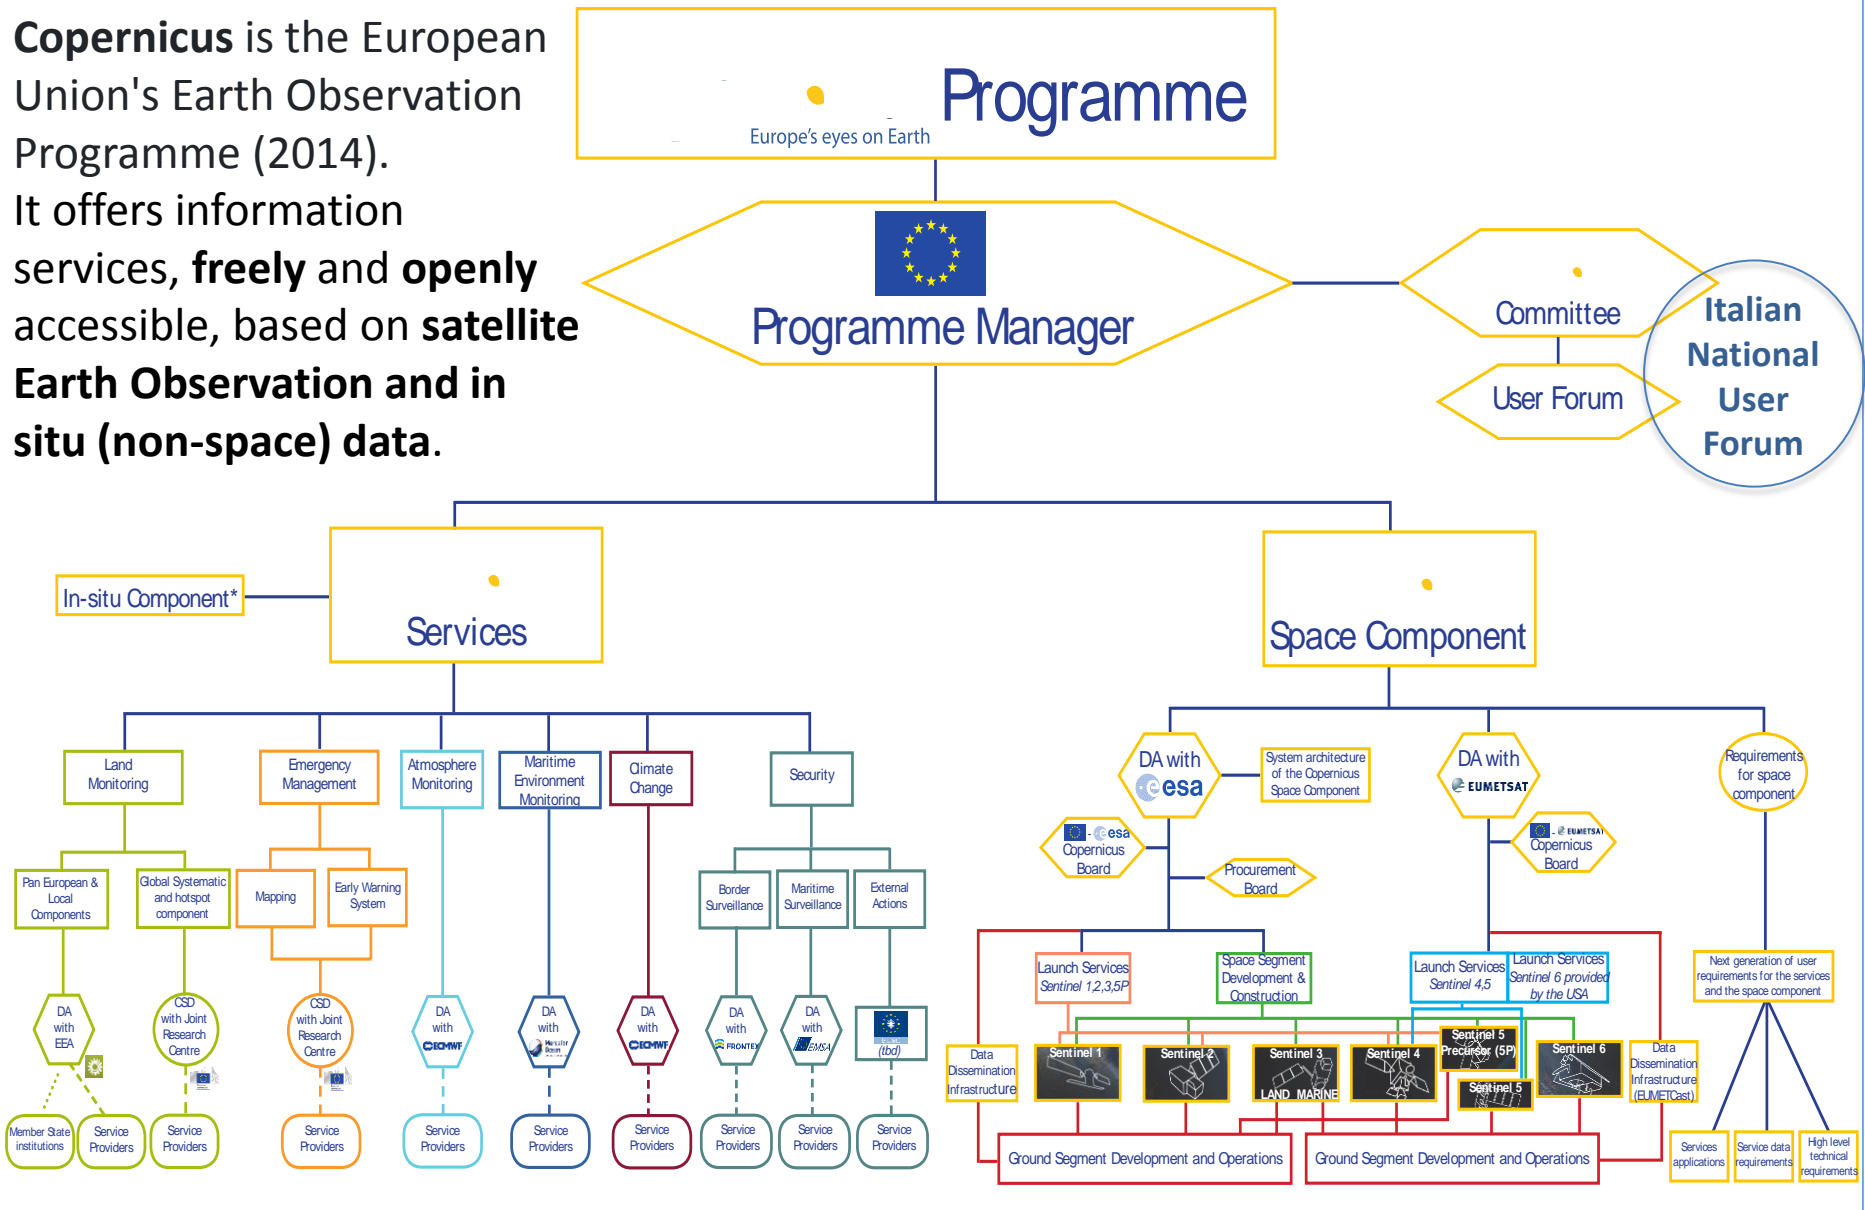 Copernicus is the European
Union's Earth Observation
Programme (2014).
It offers information
services, freely and openly
accessible, based on satellite
Earth Observation and in
situ (non-space) data.
Programme
Europe's eyes on Earth
Programme Manager
Committee
User Forum
Italian
National
User
Forum
In-situ Component*
Services
Space Component
Land
Monitoring
Emergency
Management
Atmosphere
Monitoring
Maritime
Environment
Monitoring
Climate
Change
Security
Pan European &
Local
Components
Global Systematic
and hotspot
component
Mapping
Early Warning
System
Border
Surveillance
Maritime
Surveillance
External
Actions
DA
with
EEA
CSD
with Joint
Research
Centre
CSD
with Joint
Research
Centre
DA
with
ECMWF
DA
with
Mercator
Ocean
DA
with
ECMWF
DA
with
FRONTEX
DA
with
EMSA
(tbd)
Member State
institutions
Service
Providers
Service
Providers
Service
Providers
Service
Providers
Service
Providers
Service
Providers
Service
Providers
Service
Providers
Service
Providers
DA with
esa
System architecture
of the Copernicus
Space Component
DA with
EUMETSAT
Requirements
for space
component
- esa
Copernicus
Board
Procurement
Board
- EUMETSAT
Copernicus
Board
Launch Services
Sentinel 1,2,3,5P
Space Segment
Development &
Construction
Launch Services
Sentinel 4,5
Launch Services
Sentinel 6 provided
by the USA
Next generation of user
requirements for the services
and the space component
Data
Dissemination
Infrastructure
Sentinel 1
Sentinel 2
Sentinel 3
LAND MARINE
Sentinel 4
Sentinel 5
Precursor (5P)
Sentinel 5
Sentinel 6
Data
Dissemination
Infrastructure
(EUMETCast)
Ground Segment Development and Operations
Ground Segment Development and Operations
Services
applications
Service data
requirements
High level
technical
requirements